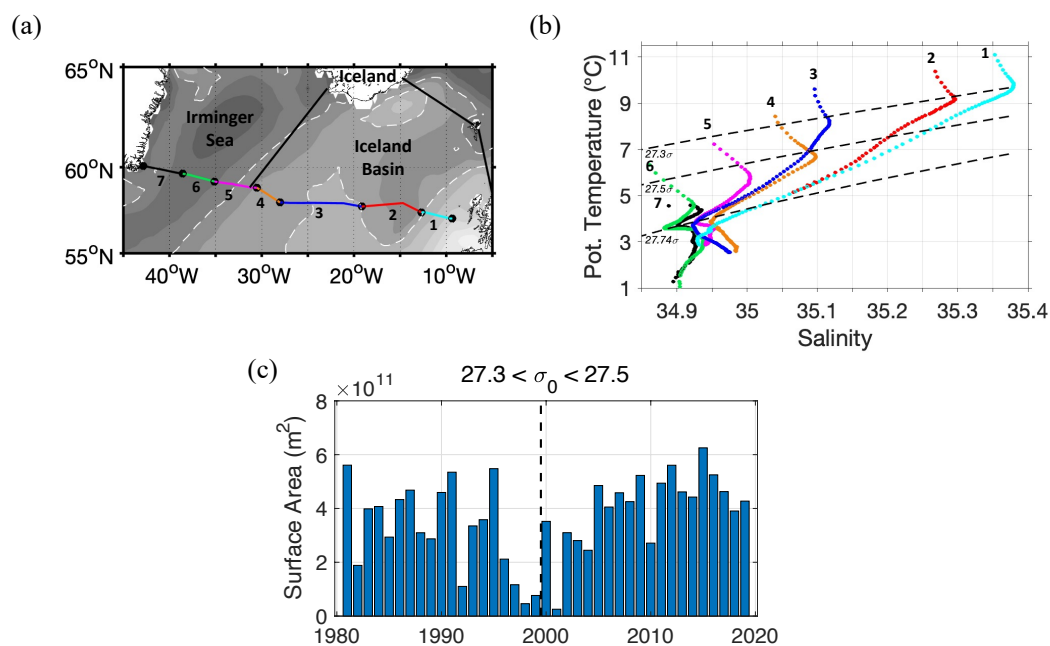 (a)
65°N
60°N
55°N
40°W
30°W
20°W
10°W
Iceland
Irminger
Sea
Iceland
Basin
7
6
5
4
3
2
1
(b)
Pot. Temperature (°C)
11
9
7
5
3
1
34.9
35
35.1
35.2
35.3
35.4
Salinity
1
2
3
4
5
6
7
27.3σ
27.5σ
27.74σ
(c)
×10¹¹
27.3 < σ₀ < 27.5
Surface Area (m²)
8
6
4
2
0
1980
1990
2000
2010
2020